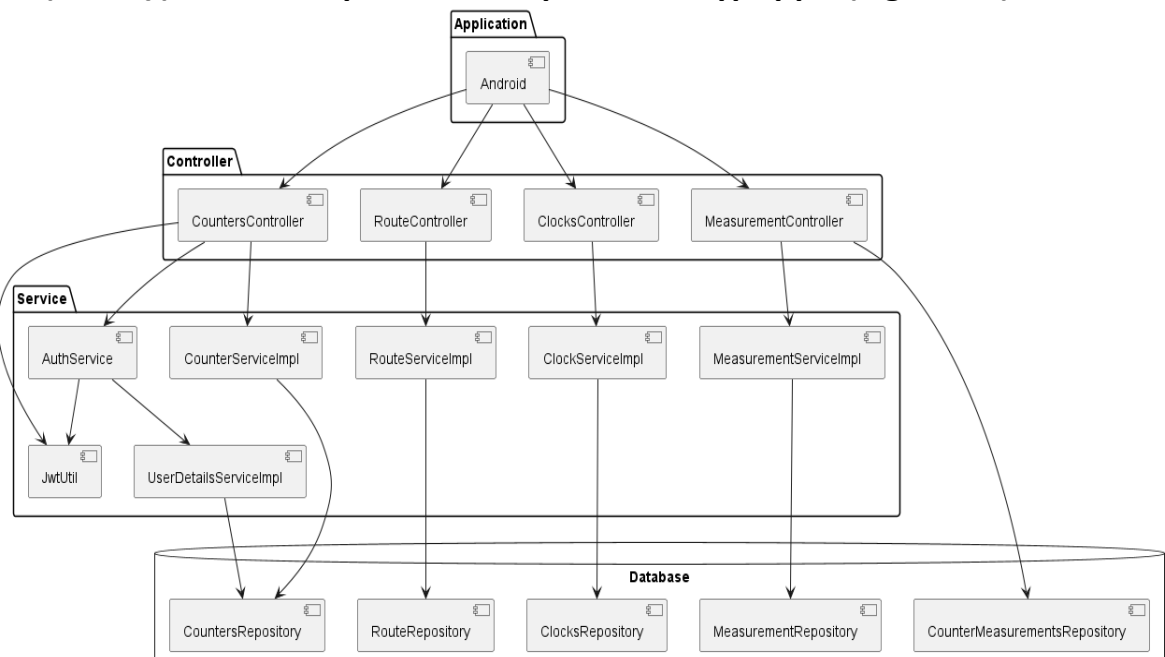 Application
Android
Controller
CountersController
RouteController
ClocksController
MeasurementController
Service
AuthService
CounterServiceImpl
RouteServiceImpl
ClockServiceImpl
MeasurementServiceImpl
JwtUtil
UserDetailsServiceImpl
Database
CountersRepository
RouteRepository
ClocksRepository
MeasurementRepository
CounterMeasurementsRepository